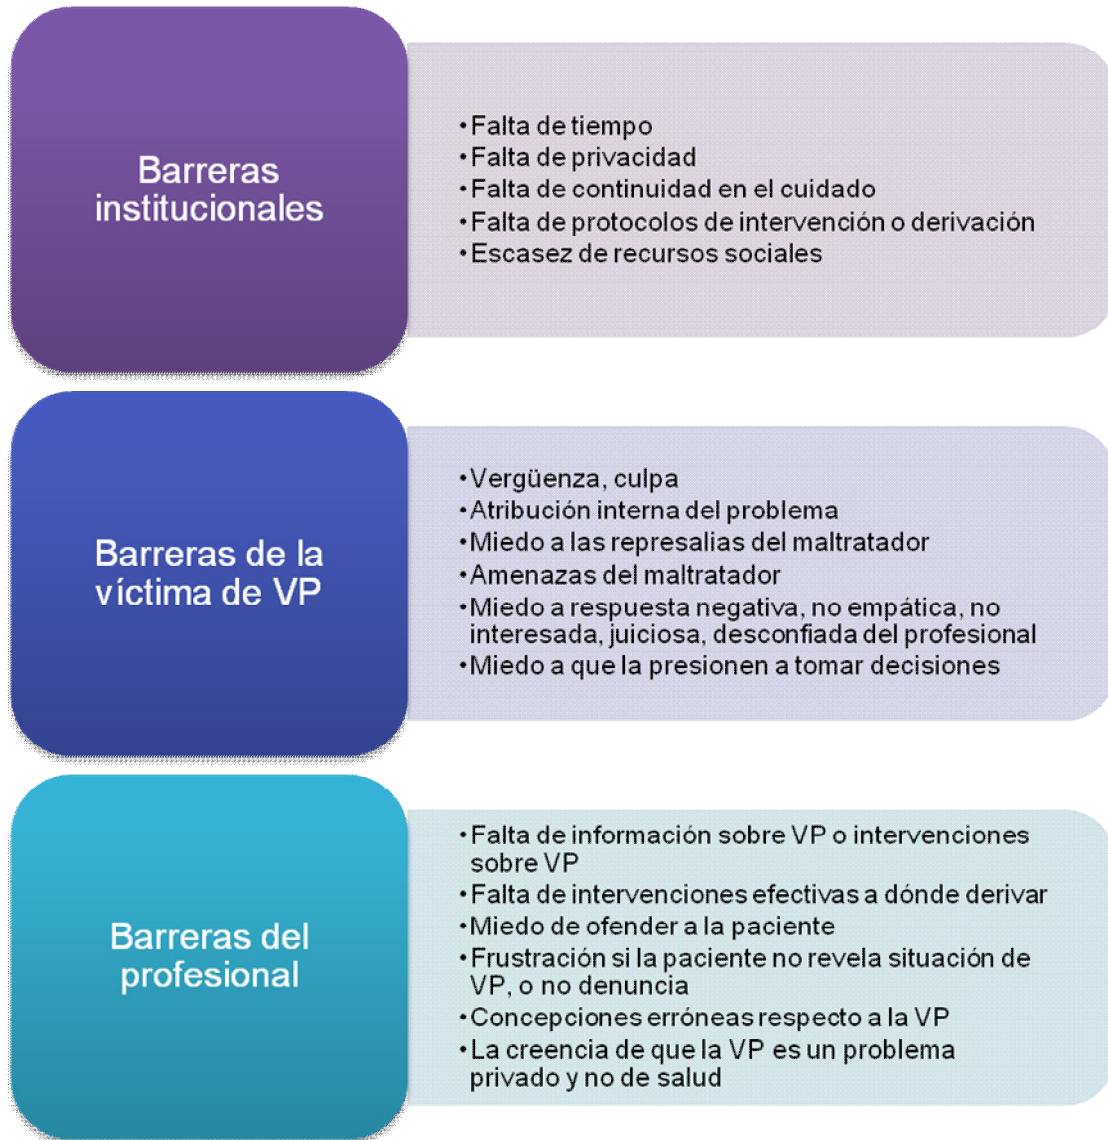 Barreras
institucionales
•Falta de tiempo
•Falta de privacidad
•Falta de continuidad en el cuidado
•Falta de protocolos de intervención o derivación
•Escasez de recursos sociales
Barreras de la
víctima de VP
•Vergüenza, culpa
•Atribución interna del problema
•Miedo a las represalias del maltratador
•Amenazas del maltratador
•Miedo a respuesta negativa, no empática, no
interesada, juiciosa, desconfiada del profesional
•Miedo a que la presionen a tomar decisiones
Barreras del
profesional
•Falta de información sobre VP o intervenciones
sobre VP
•Falta de intervenciones efectivas a dónde derivar
•Miedo de ofender a la paciente
•Frustración si la paciente no revela situación de
VP, o no denuncia
•Concepciones erróneas respecto a la VP
•La creencia de que la VP es un problema
privado y no de salud